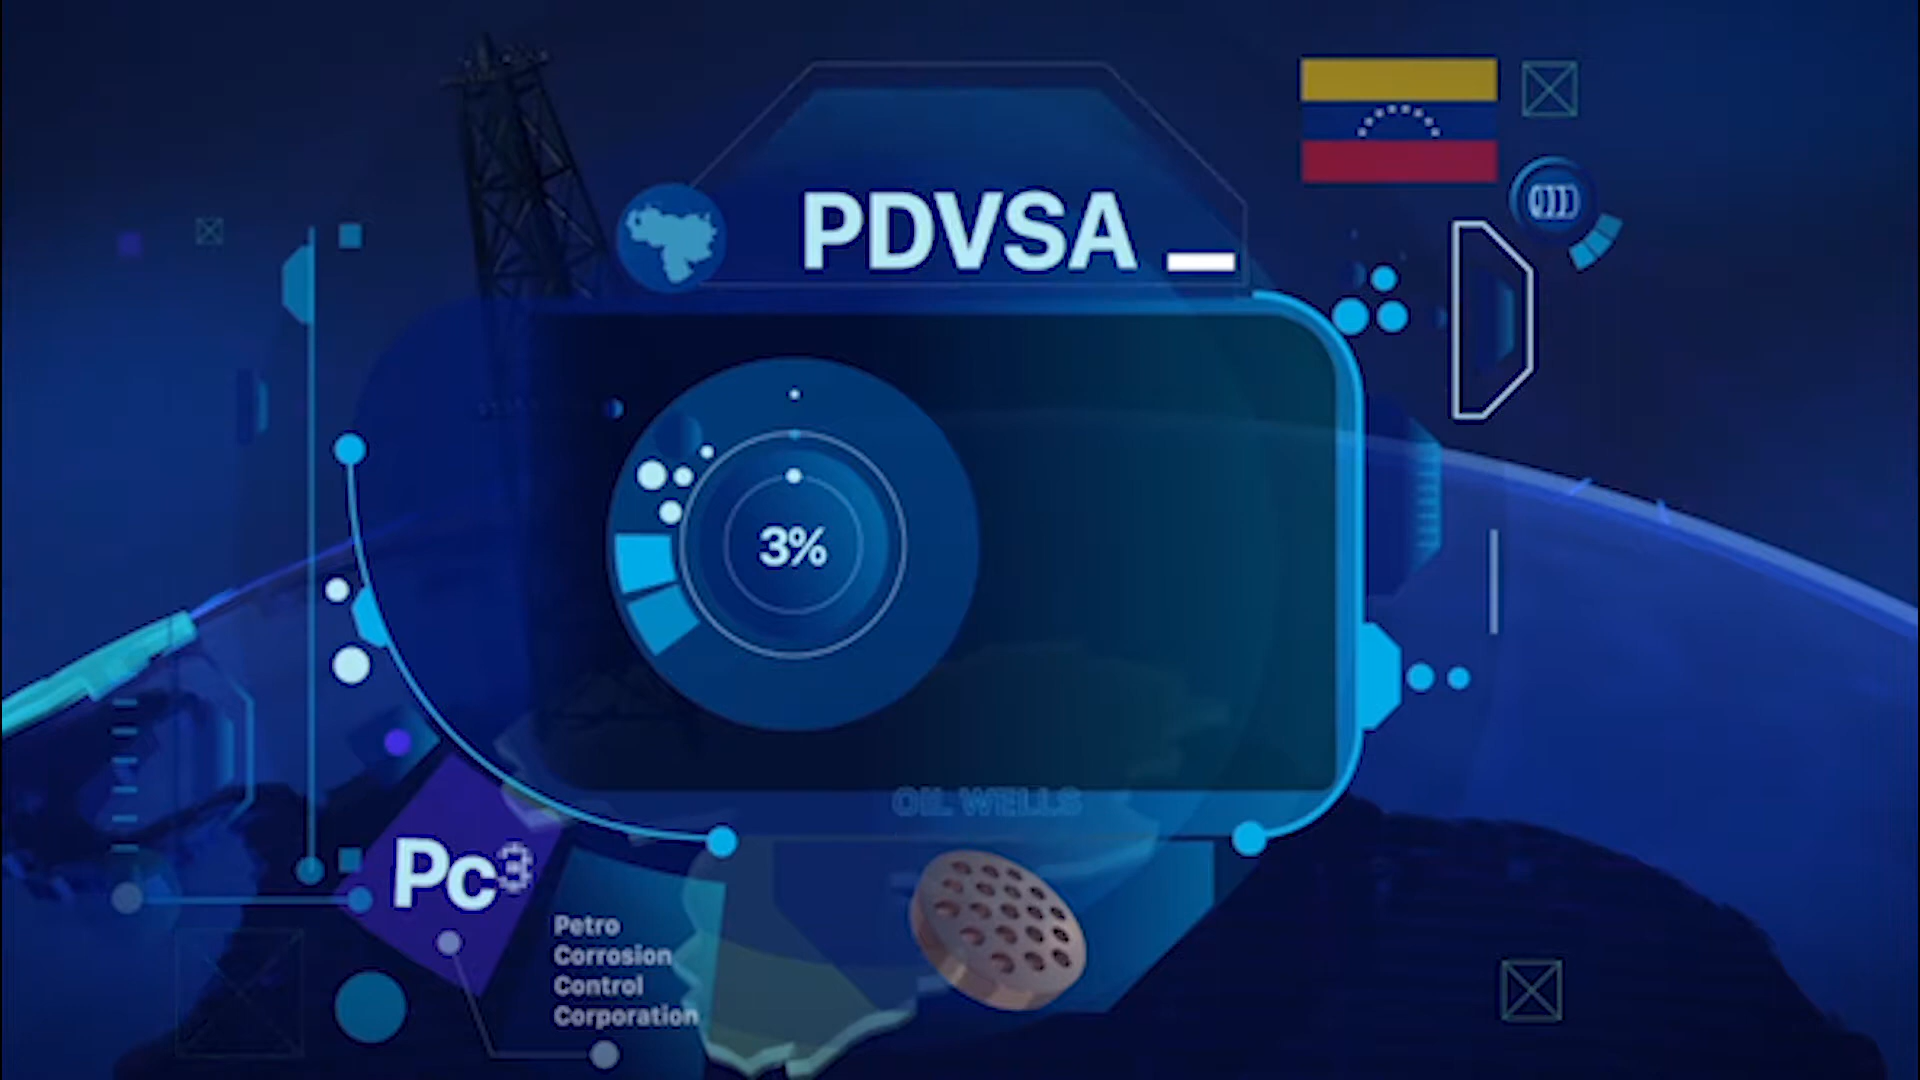 PDVSA _
3%
OIL WELLS
Pc3
Petro
Corrosion
Control
Corporation